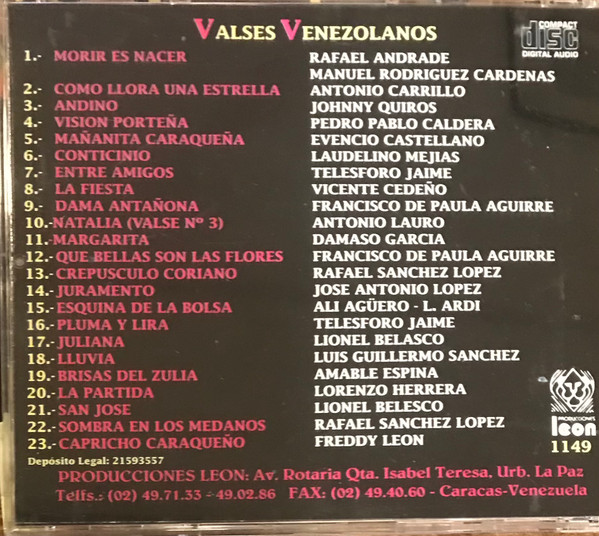 VALSES VENEZOLANOS
COMPACT
disc
DIGITAL AUDIO
1.- MORIR ES NACER RAFAEL ANDRADE
MANUEL RODRIGUEZ CARDENAS
2.- COMO LLORA UNA ESTRELLA ANTONIO CARRILLO
3.- ANDINO JOHNNY QUIROS
4.- VISION PORTEÑA PEDRO PABLO CALDERA
5.- MAÑANITA CARAQUEÑA EVENCIO CASTELLANO
6.- CONTICINIO LAUDELINO MEJIAS
7.- ENTRE AMIGOS TELESFORO JAIME
8.- LA FIESTA VICENTE CEDEÑO
9.- DAMA ANTAÑONA FRANCISCO DE PAULA AGUIRRE
10.-NATALIA (VALSE Nº 3) ANTONIO LAURO
11.-MARGARITA DAMASO GARCIA
12.-QUE BELLAS SON LAS FLORES FRANCISCO DE PAULA AGUIRRE
13.-CREPUSCULO CORIANO RAFAEL SANCHEZ LOPEZ
14.-JURAMENTO JOSE ANTONIO LOPEZ
15.-ESQUINA DE LA BOLSA ALI AGÜERO - L. ARDI
16.-PLUMA Y LIRA TELESFORO JAIME
17.-JULIANA LIONEL BELASCO
18.-LLUVIA LUIS GUILLERMO SANCHEZ
19.-BRISAS DEL ZULIA AMABLE ESPINA
20.-LA PARTIDA LORENZO HERRERA
21.-SAN JOSE LIONEL BELESCO
22.-SOMBRA EN LOS MEDANOS RAFAEL SANCHEZ LOPEZ
23.-CAPRICHO CARAQUEÑO FREDDY LEON
PRODUCCIONES
leon
1149
Depósito Legal: 21593557
PRODUCCIONES LEON: Av. Rotaria Qta. Isabel Teresa, Urb. La Paz
Telfs.: (02) 49.71.33 - 49.02.86 FAX: (02) 49.40.60 - Caracas-Venezuela